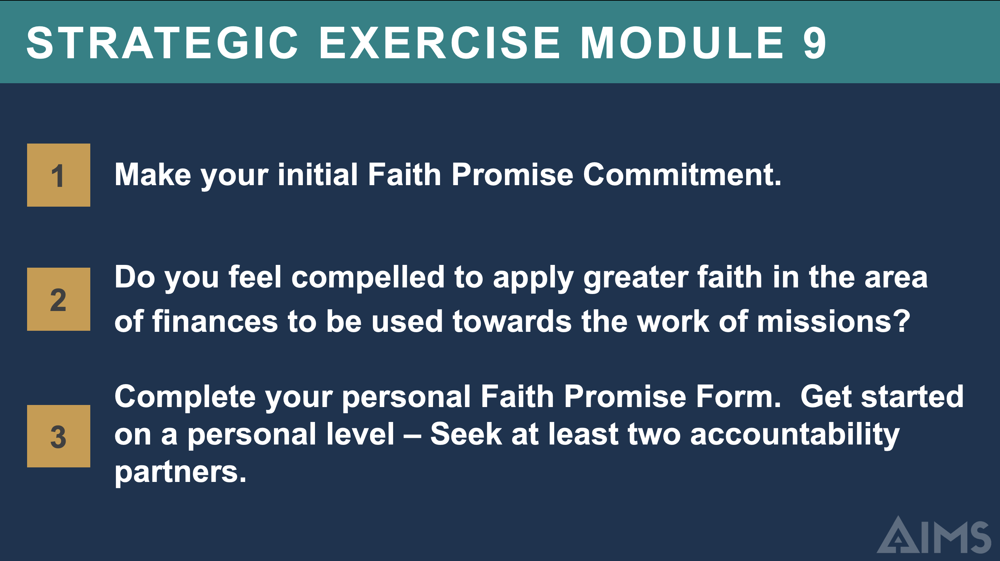 STRATEGIC EXERCISE MODULE 9
1
Make your initial Faith Promise Commitment.
2
Do you feel compelled to apply greater faith in the area
of finances to be used towards the work of missions?
3
Complete your personal Faith Promise Form.  Get started
on a personal level – Seek at least two accountability
partners.
AIMS